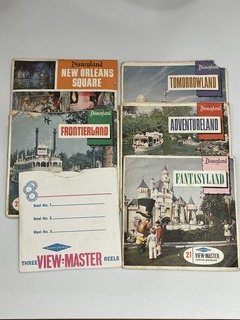 Disneyland
NEW ORLEANS
SQUARE
Disneyland
TOMORROWLAND
Disneyland
FRONTIERLAND
Disneyland
ADVENTURELAND
Disneyland
FANTASYLAND
Reel No. 1
Reel No. 2
Reel No. 3
THREE VIEW-MASTER REELS
21 VIEW-MASTER